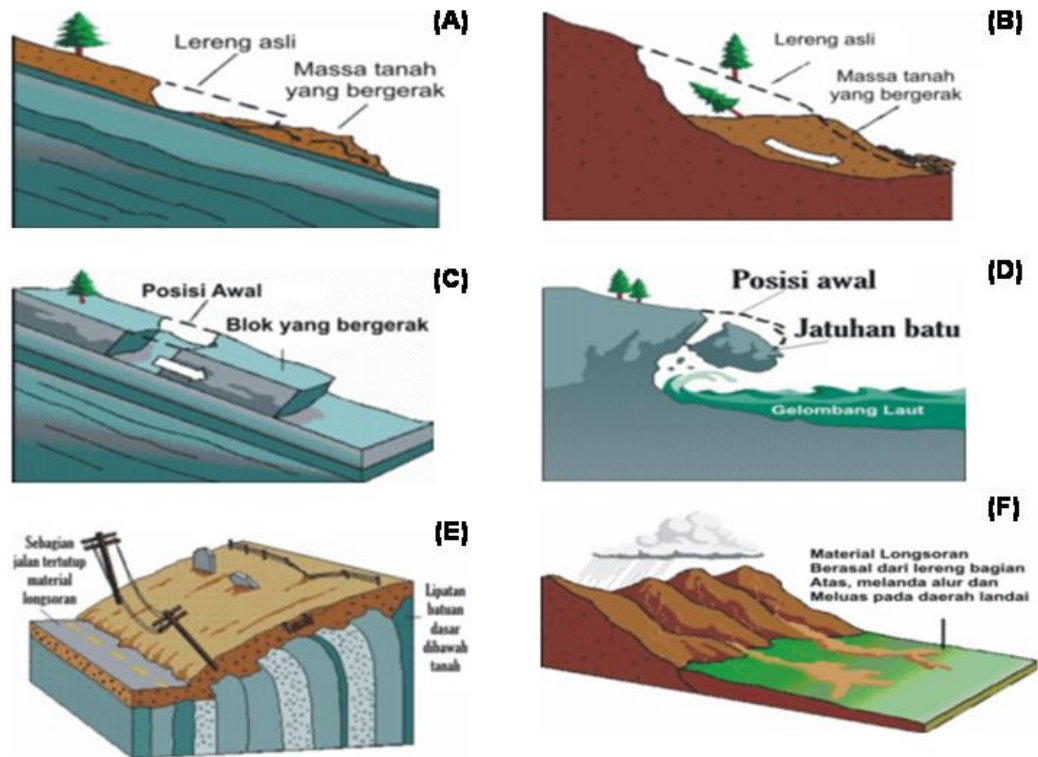 (A)
Lereng asli
Massa tanah
yang bergerak
(B)
Lereng asli
Massa tanah
yang bergerak
(C)
Posisi Awal
Blok yang bergerak
(D)
Posisi awal
Jatuhan batu
Gelombang Laut
(E)
Sebagian
jalan tertutup
material
longsoran
Tanah
Lipatan
batuan
dasar
dibawah
tanah
(F)
Material Longsoran
Berasal dari lereng bagian
Atas, melanda alur dan
Meluas pada daerah landai